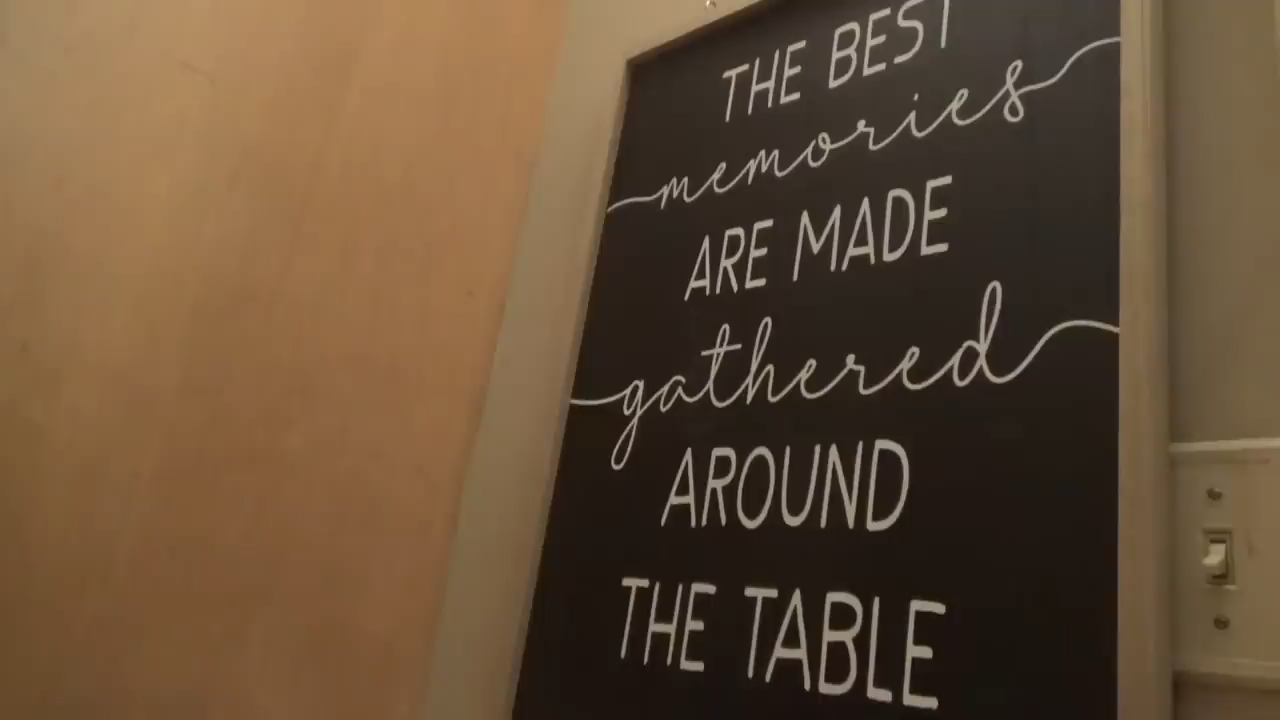 THE BEST
memories
ARE MADE
gathered
AROUND
THE TABLE